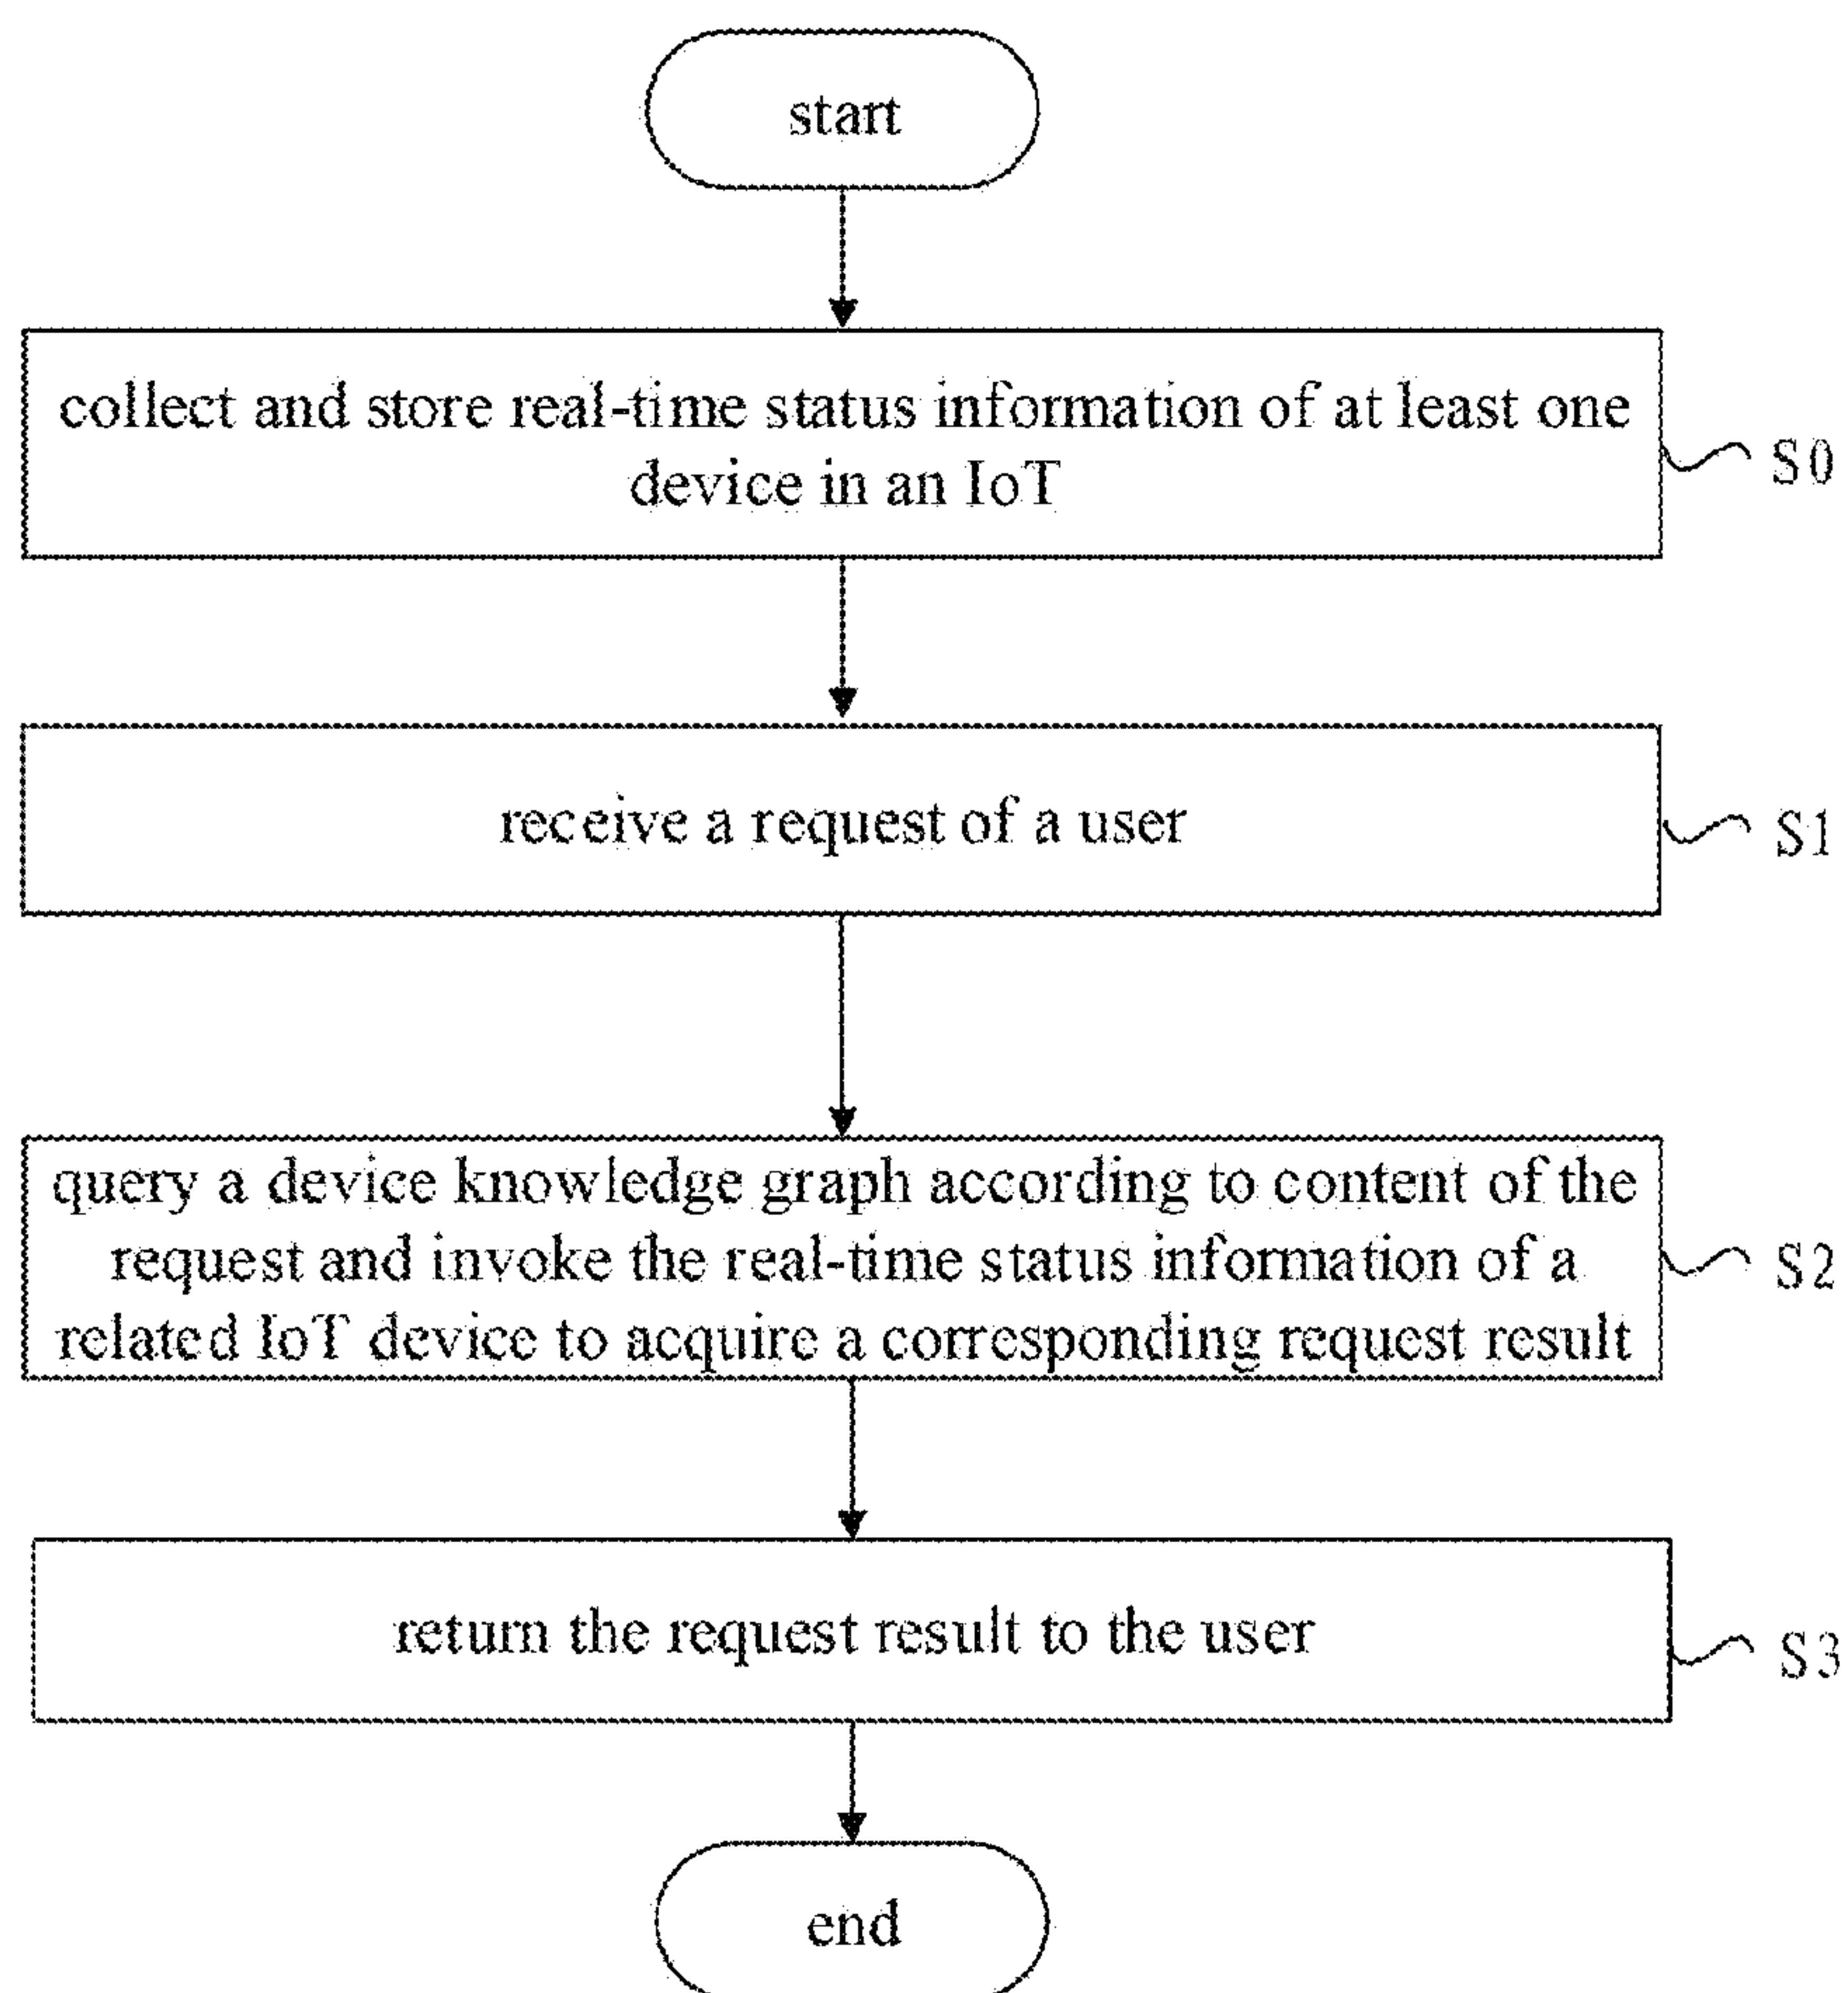 start
collect and store real-time status information of at least one
device in an IoT
S0
receive a request of a user
S1
query a device knowledge graph according to content of the
request and invoke the real-time status information of a
related IoT device to acquire a corresponding request result
S2
return the request result to the user
S3
end